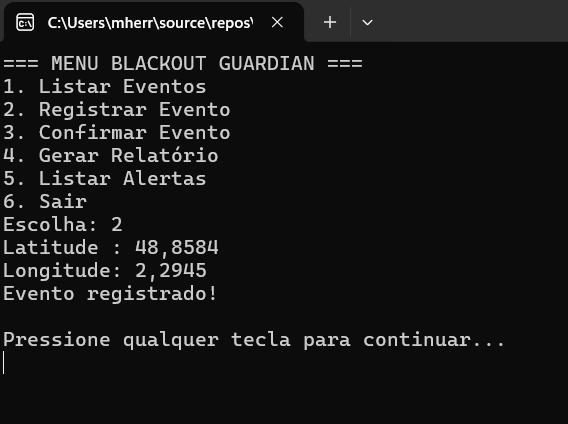 C:\Users\mherr\source\repos\
=== MENU BLACKOUT GUARDIAN ===
1. Listar Eventos
2. Registrar Evento
3. Confirmar Evento
4. Gerar Relatório
5. Listar Alertas
6. Sair
Escolha: 2
Latitude : 48,8584
Longitude: 2,2945
Evento registrado!
Pressione qualquer tecla para continuar...